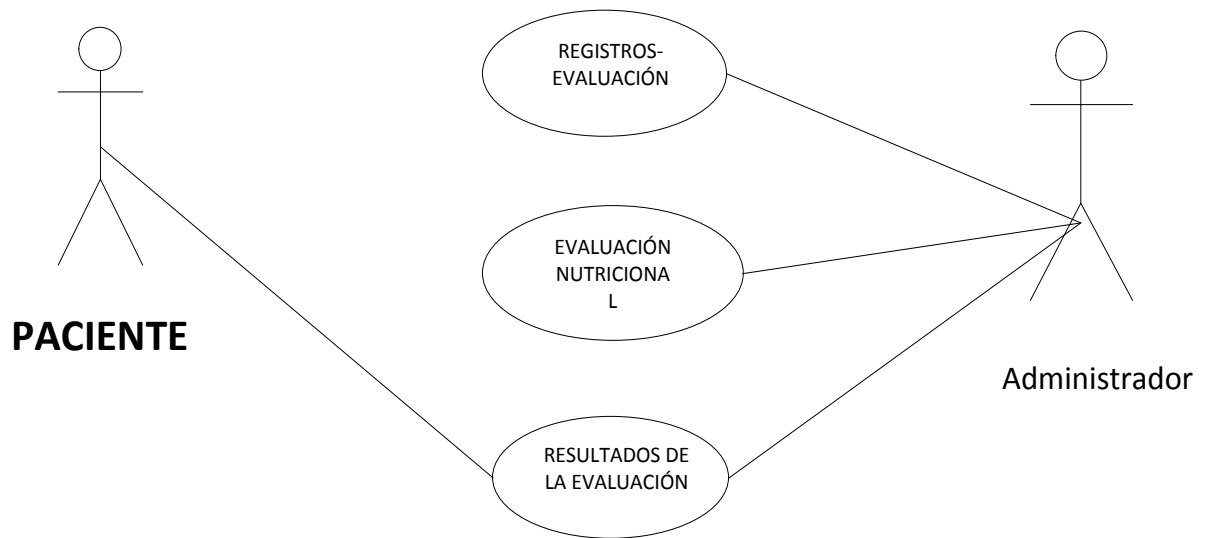 REGISTROS-
EVALUACIÓN
EVALUACIÓN
NUTRICIONA
L
PACIENTE
Administrador
RESULTADOS DE
LA EVALUACIÓN